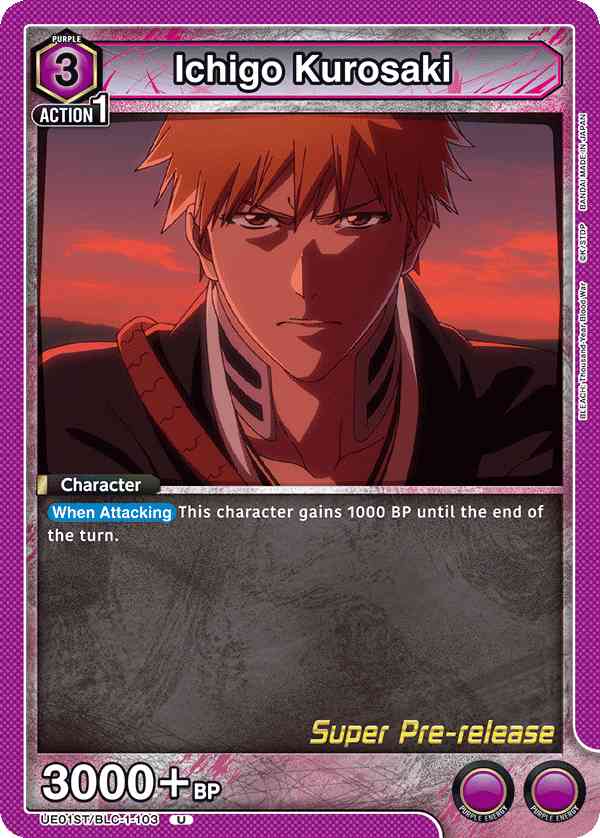 PURPLE
3
Ichigo Kurosaki
ACTION 1
BLEACH: Thousand-Year Blood War ©K/STDP BANDAI MADE IN JAPAN
Character
When Attacking This character gains 1000 BP until the end of
the turn.
Super Pre-release
3000+BP
UE01ST/BLC-1-103 U
PURPLE ENERGY PURPLE ENERGY